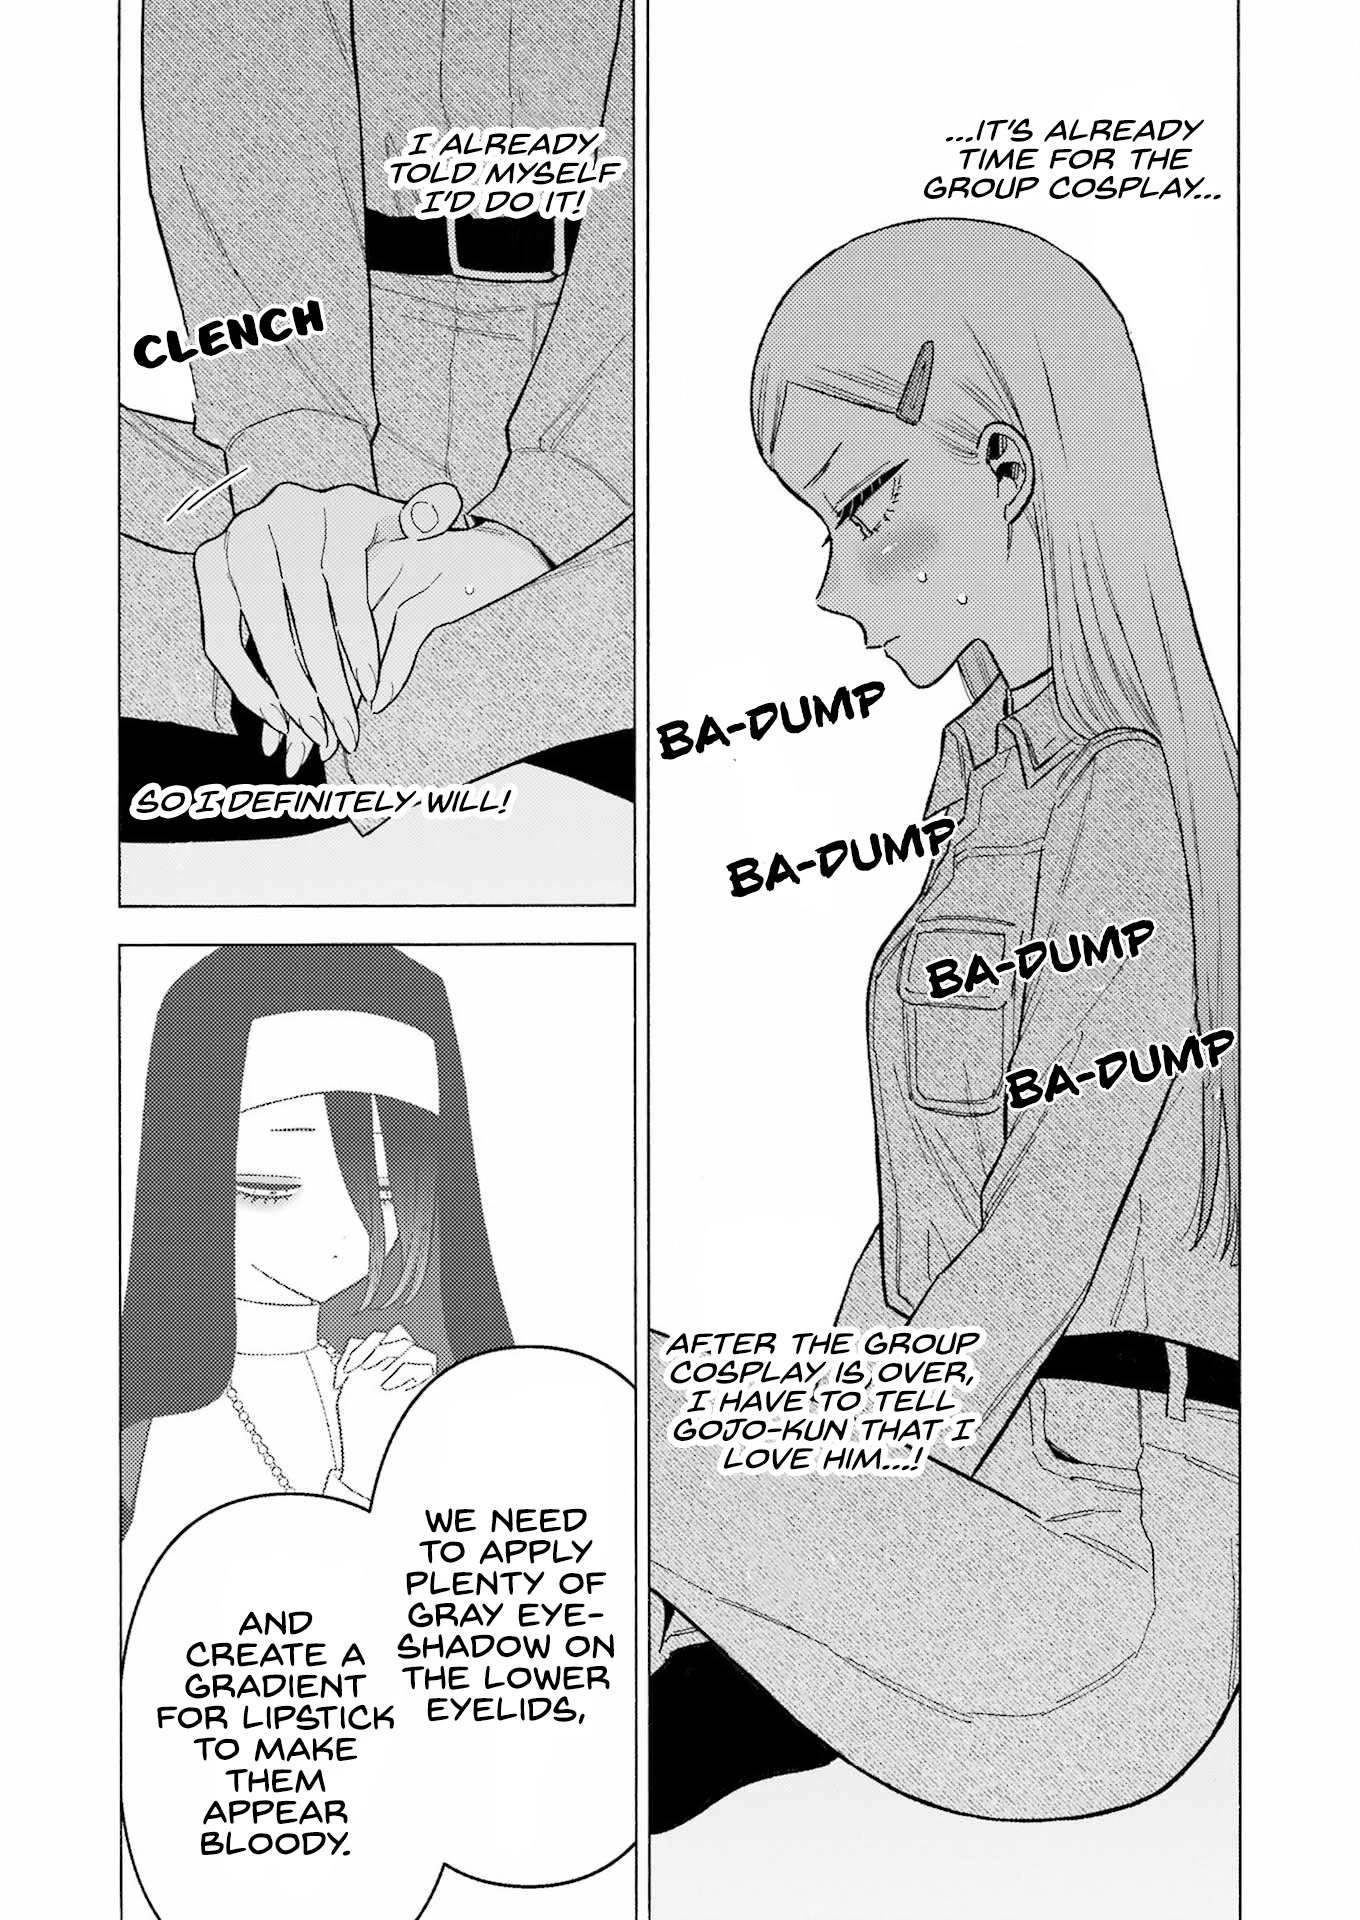 ...IT'S ALREADY
TIME FOR THE
GROUP COSPLAY...
BA-DUMP
BA-DUMP
BA-DUMP
BA-DUMP
AFTER THE GROUP
COSPLAY IS OVER,
I HAVE TO TELL
GOJO-KUN THAT I
LOVE HIM...!
I ALREADY
TOLD MYSELF
I'D DO IT!
CLENCH
SO I DEFINITELY WILL!
WE NEED
TO APPLY
PLENTY OF
GRAY EYE-
SHADOW ON
THE LOWER
EYELIDS,
AND
CREATE A
GRADIENT
FOR LIPSTICK
TO MAKE
THEM
APPEAR
BLOODY.